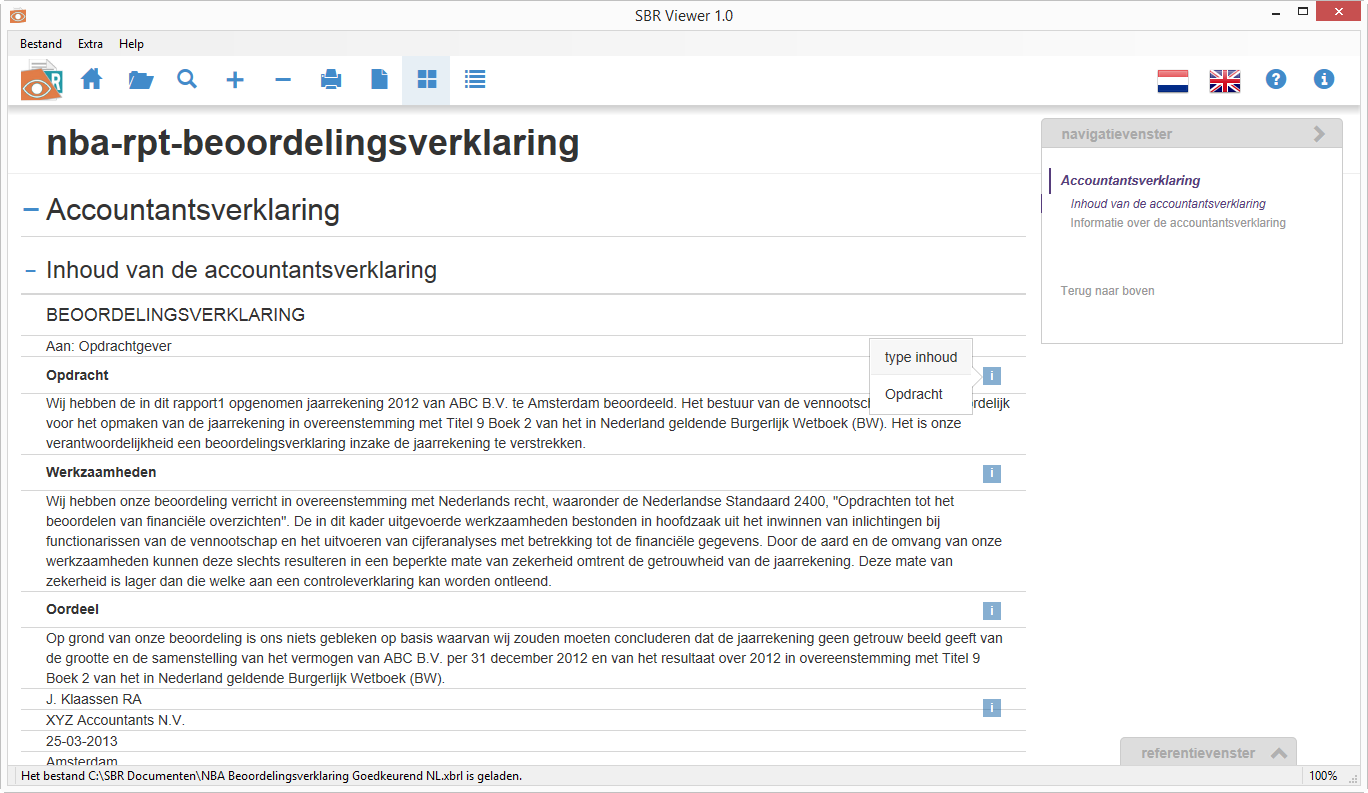 SBR Viewer 1.0
Bestand Extra Help
R
nba-rpt-beoordelingsverklaring
Accountantsverklaring
Inhoud van de accountantsverklaring
BEOORDELINGSVERKLARING
Aan: Opdrachtgever
type inhoud
Opdracht
i
Opdracht
Wij hebben de in dit rapport1 opgenomen jaarrekening 2012 van ABC B.V. te Amsterdam beoordeeld. Het bestuur van de
voor het opmaken van de jaarrekening in overeenstemming met Titel 9 Boek 2 van het in Nederland geldende Burgerlijk Wetboek (BW). Het is onze
verantwoordelijkheid een beoordelingsverklaring inzake de jaarrekening te verstrekken.
Werkzaamheden
i
Wij hebben onze beoordeling verricht in overeenstemming met Nederlands recht, waaronder de Nederlandse Standaard 2400, "Opdrachten tot het
beoordelen van financiële overzichten". De in dit kader uitgevoerde werkzaamheden bestonden in hoofdzaak uit het inwinnen van inlichtingen bij
functionarissen van de vennootschap en het uitvoeren van cijferanalyses met betrekking tot de financiële gegevens. Door de aard en de omvang van onze
werkzaamheden kunnen deze slechts resulteren in een beperkte mate van zekerheid omtrent de getrouwheid van de jaarrekening. Deze mate van
zekerheid is lager dan die welke aan een controleverklaring kan worden ontleend.
Oordeel
i
Op grond van onze beoordeling is ons niets gebleken op basis waarvan wij zouden moeten concluderen dat de jaarrekening geen getrouw beeld geeft van
de grootte en de samenstelling van het vermogen van ABC B.V. per 31 december 2012 en van het resultaat over 2012 in overeenstemming met Titel 9
Boek 2 van het in Nederland geldende Burgerlijk Wetboek (BW).
J. Klaassen RA
i
XYZ Accountants N.V.
25-03-2013
Amsterdam
navigatievenster
Accountantsverklaring
Inhoud van de accountantsverklaring
Informatie over de accountantsverklaring
Terug naar boven
referentievenster
Het bestand C:\SBR Documenten\NBA Beoordelingsverklaring Goedkeurend NL.xbrl is geladen.
100%